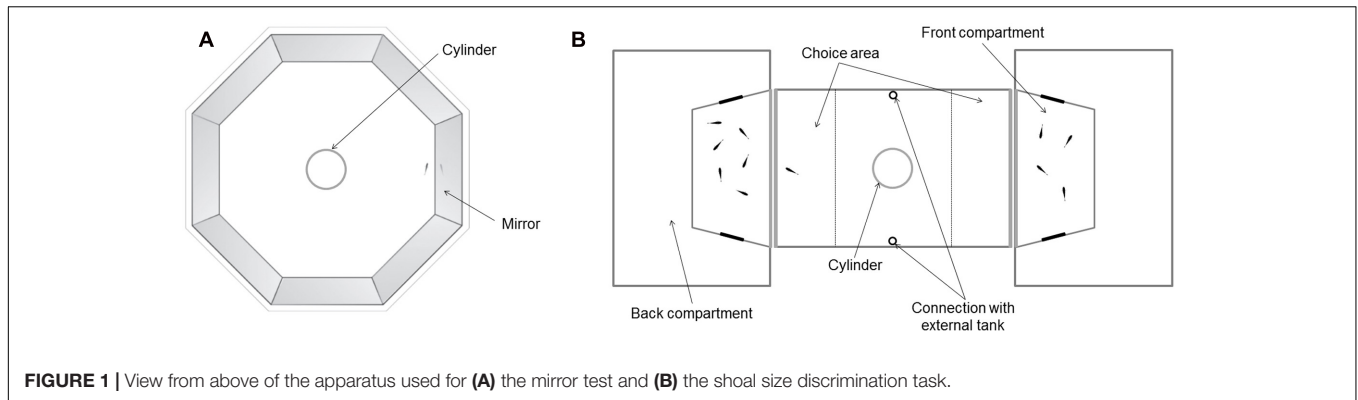 A
Cylinder
Mirror
B
Choice area
Front compartment
Cylinder
Back compartment
Connection with
external tank
FIGURE 1 | View from above of the apparatus used for (A) the mirror test and (B) the shoal size discrimination task.